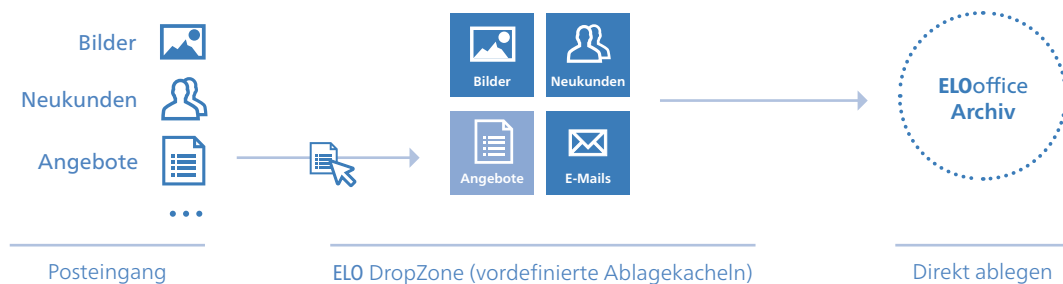 Bilder
Neukunden
Angebote
Bilder
Neukunden
Angebote
E-Mails
ELOoffice
Archiv
Posteingang
ELO DropZone (vordefinierte Ablagekacheln)
Direkt ablegen